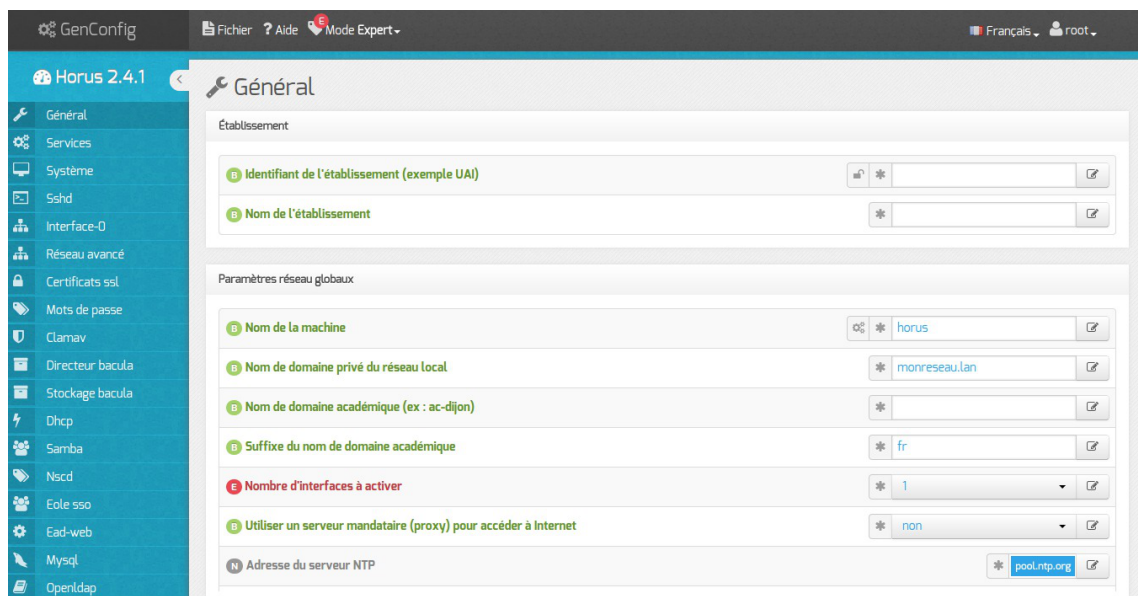 GenConfig
Fichier ? Aide E Mode Expert
Français root
Horus 2.4.1
Général
Services
Système
Sshd
Interface-0
Réseau avancé
Certificats ssl
Mots de passe
Clamav
Directeur bacula
Stockage bacula
Dhcp
Samba
Nscd
Eole sso
Ead-web
Mysql
Openldap
Général
Établissement
B Identifiant de l'établissement (exemple UAI)
B Nom de l'établissement
Paramètres réseau globaux
B Nom de la machine horus
B Nom de domaine privé du réseau local monreseau.lan
B Nom de domaine académique (ex : ac-dijon)
B Suffixe du nom de domaine académique fr
E Nombre d'interfaces à activer 1
B Utiliser un serveur mandataire (proxy) pour accéder à Internet non
N Adresse du serveur NTP pool.ntp.org